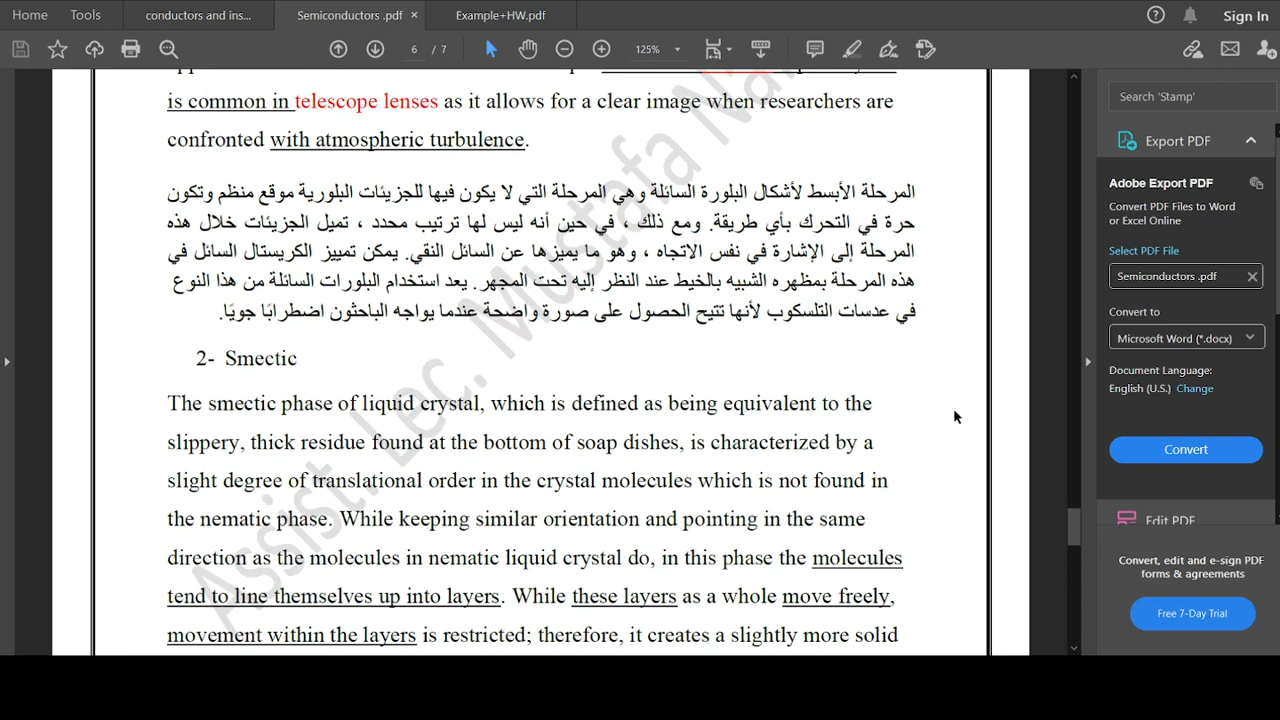 Home Tools conductors and ins... Semiconductors .pdf × Example+HW.pdf Sign In
6 / 7 125%
is common in telescope lenses as it allows for a clear image when researchers are
confronted with atmospheric turbulence.
المرحلة الأبسط لأشكال البلورة السائلة وهي المرحلة التي لا يكون فيها للجزيئات البلورية موقع منظم وتكون
حرة في التحرك بأي طريقة. ومع ذلك ، في حين أنه ليس لها ترتيب محدد ، تميل الجزيئات خلال هذه
المرحلة إلى الإشارة في نفس الاتجاه ، وهو ما يميزها عن السائل النقي. يمكن تمييز الكريستال السائل في
هذه المرحلة بمظهره الشبيه بالخيط عند النظر إليه تحت المجهر. يعد استخدام البلورات السائلة من هذا النوع
في عدسات التلسكوب لأنها تتيح الحصول على صورة واضحة عندما يواجه الباحثون اضطرابًا جويًا.
2- Smectic
The smectic phase of liquid crystal, which is defined as being equivalent to the
slippery, thick residue found at the bottom of soap dishes, is characterized by a
slight degree of translational order in the crystal molecules which is not found in
the nematic phase. While keeping similar orientation and pointing in the same
direction as the molecules in nematic liquid crystal do, in this phase the molecules
tend to line themselves up into layers. While these layers as a whole move freely,
movement within the layers is restricted; therefore, it creates a slightly more solid
Assist. Lec. Mustafa
Search 'Stamp'
Export PDF
Adobe Export PDF
Convert PDF Files to Word
or Excel Online
Select PDF File
Semiconductors .pdf
Convert to
Microsoft Word (*.docx)
Document Language:
English (U.S.) Change
Convert
Edit PDF
Convert, edit and e-sign PDF
forms & agreements
Free 7-Day Trial